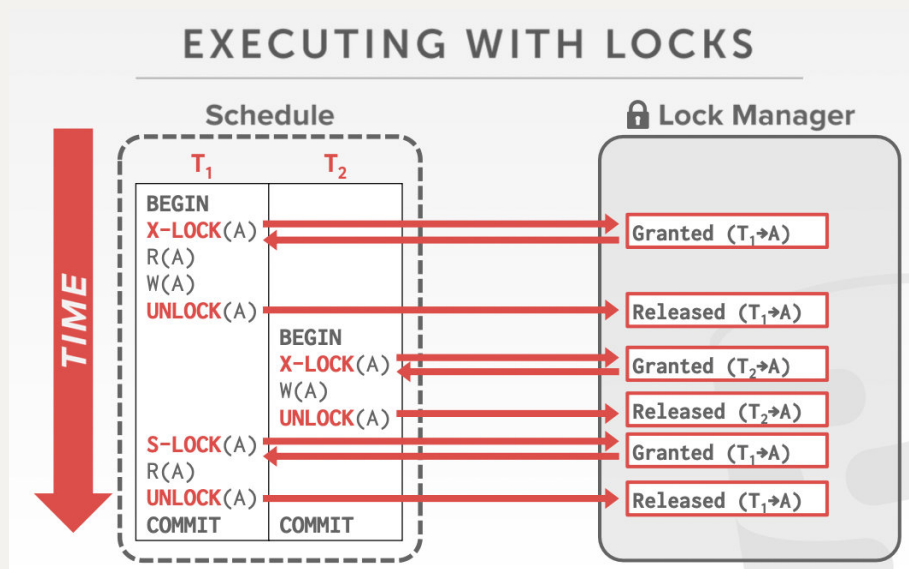 EXECUTING WITH LOCKS
Schedule
Lock Manager
TIME
T₁ T₂
BEGIN
X-LOCK(A)
Granted (T₁→A)
R(A)
W(A)
UNLOCK(A)
Released (T₁→A)
BEGIN
X-LOCK(A)
Granted (T₂→A)
W(A)
UNLOCK(A)
Released (T₂→A)
S-LOCK(A)
Granted (T₁→A)
R(A)
UNLOCK(A)
Released (T₁→A)
COMMIT COMMIT